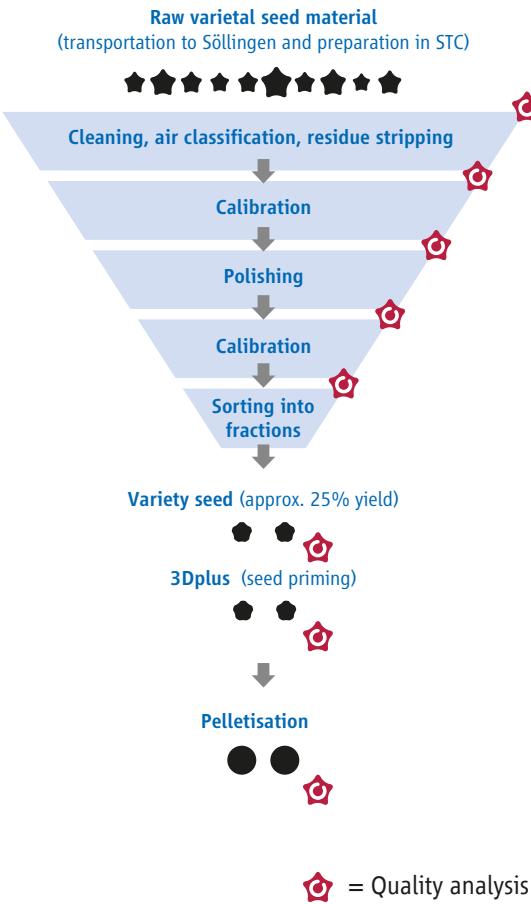 Raw varietal seed material
(transportation to Söllingen and preparation in STC)
Cleaning, air classification, residue stripping
Calibration
Polishing
Calibration
Sorting into
fractions
Variety seed (approx. 25% yield)
3Dplus (seed priming)
Pelletisation
= Quality analysis